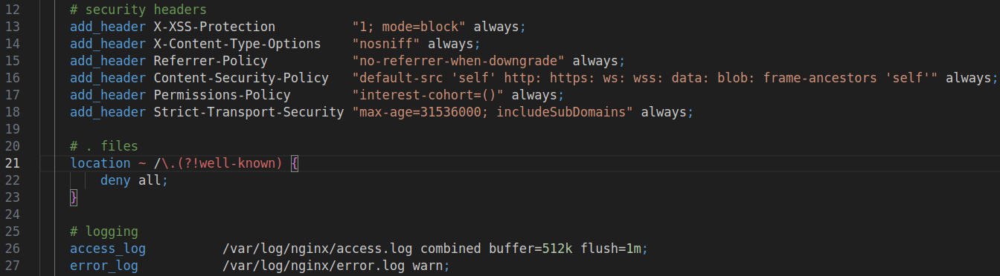 12 # security headers
13 add_header X-XSS-Protection "1; mode=block" always;
14 add_header X-Content-Type-Options "nosniff" always;
15 add_header Referrer-Policy "no-referrer-when-downgrade" always;
16 add_header Content-Security-Policy "default-src 'self' http: https: ws: wss: data: blob: frame-ancestors 'self'" always;
17 add_header Permissions-Policy "interest-cohort=()" always;
18 add_header Strict-Transport-Security "max-age=31536000; includeSubDomains" always;
19
20 # . files
21 location ~ /\.(?!well-known) {
22 deny all;
23 }
24
25 # logging
26 access_log /var/log/nginx/access.log combined buffer=512k flush=1m;
27 error_log /var/log/nginx/error.log warn;